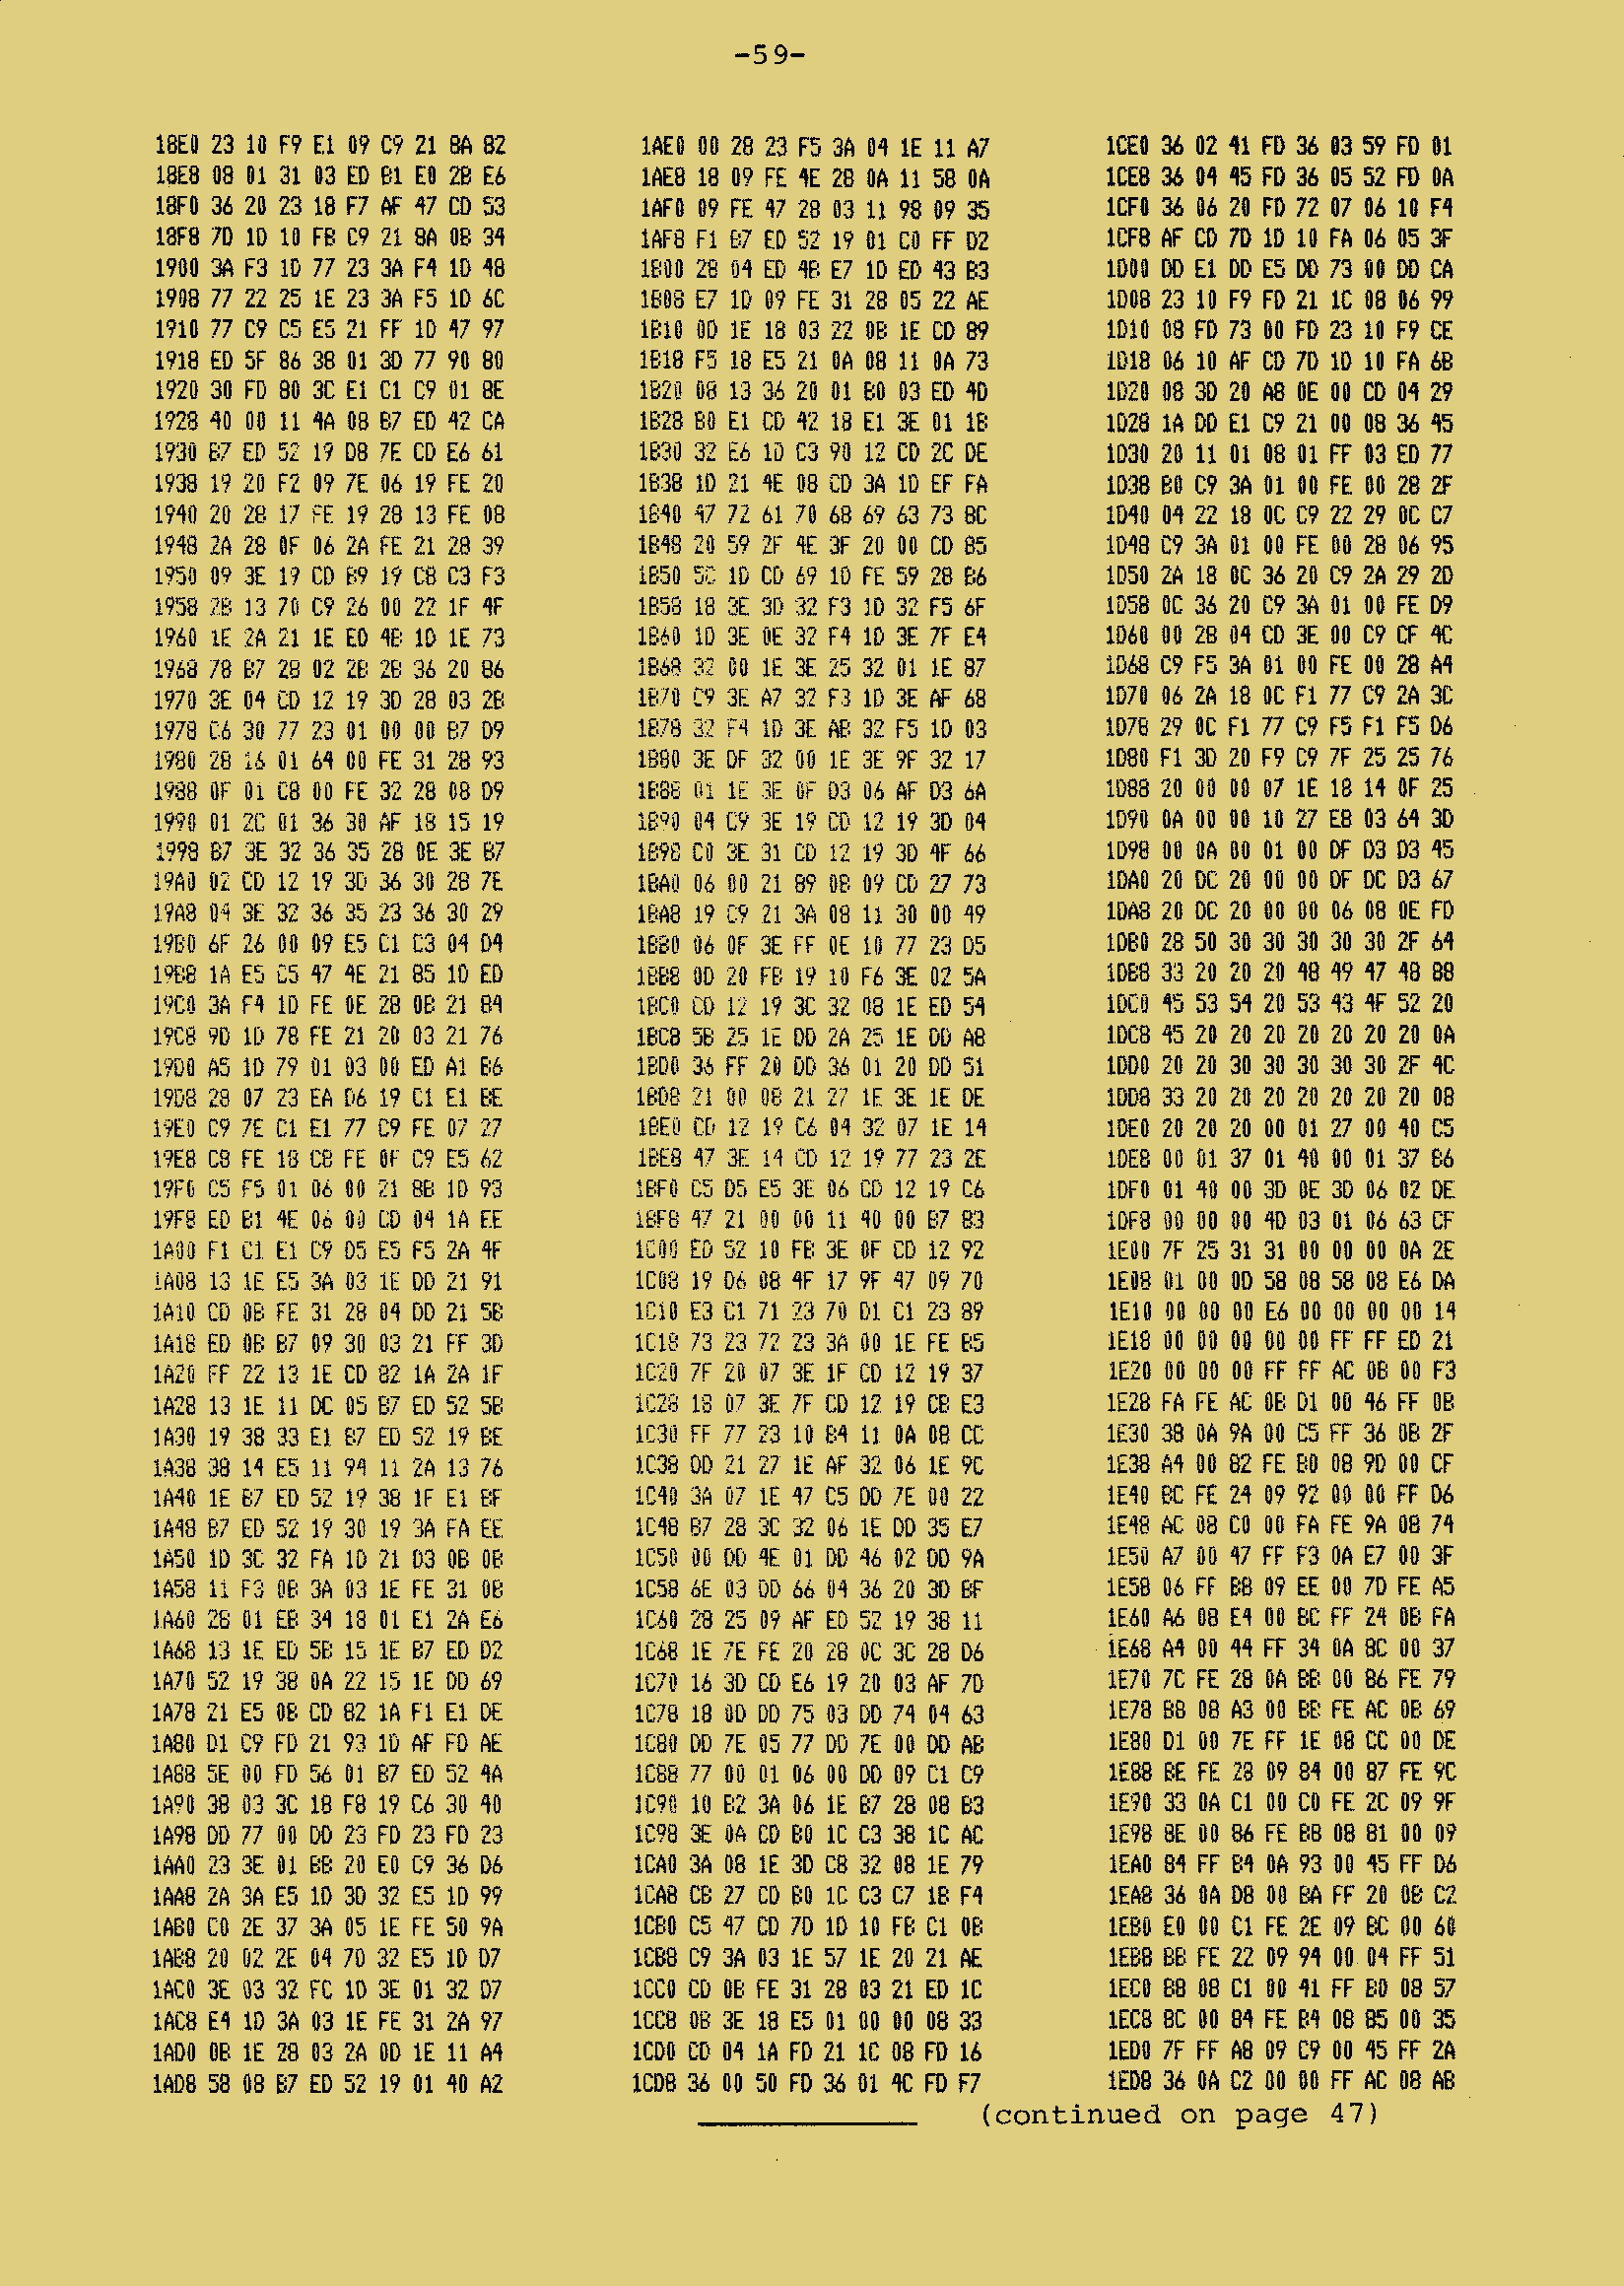 -59-
18E0 23 10 F9 E1 09 C9 21 8A 82
18E8 08 01 31 03 ED B1 E0 2B E6
18F0 36 20 23 18 F7 AF 47 CD 53
18F8 7D 1D 10 FB C9 21 8A 0B 34
1900 3A F3 1D 77 23 3A F4 1D 48
1908 77 22 25 1E 23 3A F5 1D 6C
1910 77 C9 C5 E5 21 FF 1D 47 97
1918 ED 5F 86 38 01 3D 77 90 80
1920 30 FD 80 3C E1 C1 C9 01 8E
1928 40 00 11 4A 08 B7 ED 42 CA
1930 B7 ED 52 19 D8 7E CD E6 61
1938 19 20 F2 09 7E 06 19 FE 20
1940 20 28 17 FE 19 28 13 FE 08
1948 2A 28 0F 06 2A FE 21 28 39
1950 09 3E 19 CD B9 19 C8 C3 F3
1958 2B 13 70 C9 26 00 22 1F 4F
1960 1E 2A 21 1E ED 4B 1D 1E 73
1968 78 B7 28 02 2B 2B 36 20 86
1970 3E 04 CD 12 19 3D 28 03 2B
1978 C6 30 77 23 01 00 00 B7 D9
1980 28 16 01 64 00 FE 31 28 93
1988 0F 01 C8 00 FE 32 28 08 D9
1990 01 2C 01 36 30 AF 18 15 19
1998 B7 3E 32 36 35 28 0E 3E B7
19A0 02 CD 12 19 3D 36 30 28 7E
19A8 04 3E 32 36 35 23 36 30 29
19B0 6F 26 00 09 E5 C1 C3 04 D4
19B8 1A E5 C5 47 4E 21 85 1D ED
19C0 3A F4 1D FE 0E 28 0B 21 84
19C8 9D 1D 78 FE 21 20 03 21 76
19D0 A5 1D 79 01 03 00 ED A1 B6
19D8 28 07 23 EA D6 19 C1 E1 BE
19E0 C9 7E C1 E1 77 C9 FE 07 27
19E8 C8 FE 18 C8 FE 0F C9 E5 62
19F0 C5 F5 01 06 00 21 8B 1D 93
19F8 ED B1 4E 06 00 CD 04 1A EE
1A00 F1 C1 E1 C9 D5 E5 F5 2A 4F
1A08 13 1E E5 3A 03 1E DD 21 91
1A10 CD 0B FE 31 28 04 DD 21 5B
1A18 ED 0B B7 09 30 03 21 FF 3D
1A20 FF 22 13 1E CD 82 1A 2A 1F
1A28 13 1E 11 DC 05 B7 ED 52 5B
1A30 19 38 33 E1 B7 ED 52 19 BE
1A38 38 14 E5 11 94 11 2A 13 76
1A40 1E B7 ED 52 19 38 1F E1 BF
1A48 B7 ED 52 19 30 19 3A FA EE
1A50 1D 3C 32 FA 1D 21 D3 0B 0B
1A58 11 F3 0B 3A 03 1E FE 31 0B
1A60 28 01 EB 34 18 01 E1 2A E6
1A68 13 1E ED 5B 15 1E B7 ED D2
1A70 52 19 38 0A 22 15 1E DD 69
1A78 21 E5 0B CD 82 1A F1 E1 DE
1A80 D1 C9 FD 21 93 1D AF FD AE
1A88 5E 00 FD 56 01 B7 ED 52 4A
1A90 38 03 3C 18 F8 19 C6 30 40
1A98 DD 77 00 DD 23 FD 23 FD 23
1AA0 23 3E 01 BB 20 E0 C9 36 D6
1AA8 2A 3A E5 1D 3D 32 E5 1D 99
1AB0 C0 2E 37 3A 05 1E FE 50 9A
1AB8 20 02 2E 04 70 32 E5 1D D7
1AC0 3E 03 32 FC 1D 3E 01 32 D7
1AC8 E4 1D 3A 03 1E FE 31 2A 97
1AD0 0B 1E 28 03 2A 0D 1E 11 A4
1AD8 58 08 B7 ED 52 19 01 40 A2
1AE0 00 28 23 F5 3A 04 1E 11 A7
1AE8 18 09 FE 4E 28 0A 11 58 0A
1AF0 09 FE 47 28 03 11 98 09 35
1AF8 F1 B7 ED 52 19 01 C0 FF D2
1B00 28 04 ED 4B E7 1D ED 43 B3
1B08 E7 1D 09 FE 31 28 05 22 AE
1B10 0D 1E 18 03 22 0B 1E CD 89
1B18 F5 18 E5 21 0A 08 11 0A 73
1B20 08 13 36 20 01 B0 03 ED 4D
1B28 B0 E1 CD 42 18 E1 3E 01 1B
1B30 32 E6 1D C3 90 12 CD 2C DE
1B38 1D 21 4E 08 CD 3A 1D EF FA
1B40 47 72 61 70 68 69 63 73 8C
1B48 20 59 2F 4E 3F 20 00 CD 85
1B50 5C 1D CD 69 1D FE 59 28 B6
1B58 18 3E 3D 32 F3 1D 32 F5 6F
1B60 1D 3E 0E 32 F4 1D 3E 7F E4
1B68 32 00 1E 3E 25 32 01 1E 87
1B70 C9 3E A7 32 F3 1D 3E AF 68
1B78 32 F4 1D 3E AB 32 F5 1D 03
1B80 3E DF 32 00 1E 3E 9F 32 17
1B88 01 1E 3E 0F D3 06 AF D3 6A
1B90 04 C9 3E 19 CD 12 19 3D 04
1B98 C0 3E 31 CD 12 19 3D 4F 66
1BA0 06 00 21 89 0B 09 CD 27 73
1BA8 19 C9 21 3A 08 11 30 00 49
1BB0 06 0F 3E FF 0E 10 77 23 D5
1BB8 0D 20 FB 19 10 F6 3E 02 5A
1BC0 CD 12 19 3C 32 08 1E ED 54
1BC8 5B 25 1E DD 2A 25 1E DD A8
1BD0 36 FF 20 DD 36 01 20 DD 51
1BD8 21 00 08 21 27 1E 3E 1E DE
1BE0 CD 12 19 C6 04 32 07 1E 14
1BE8 47 3E 14 CD 12 19 77 23 2E
1BF0 C5 D5 E5 3E 06 CD 12 19 C6
1BF8 47 21 00 00 11 40 00 B7 83
1C00 ED 52 10 FB 3E 0F CD 12 92
1C08 19 D6 08 4F 17 9F 47 09 70
1C10 E3 C1 71 23 70 D1 C1 23 89
1C18 73 23 72 23 3A 00 1E FE B5
1C20 7F 20 07 3E 1F CD 12 19 37
1C28 18 07 3E 7F CD 12 19 CB E3
1C30 FF 77 23 10 B4 11 0A 08 CC
1C38 DD 21 27 1E AF 32 06 1E 9C
1C40 3A 07 1E 47 C5 DD 7E 00 22
1C48 B7 28 3C 32 06 1E DD 35 E7
1C50 00 DD 4E 01 DD 46 02 DD 9A
1C58 6E 03 DD 66 04 36 20 3D BF
1C60 28 25 09 AF ED 52 19 38 11
1C68 1E 7E FE 20 28 0C 3C 28 D6
1C70 16 3D CD E6 19 20 03 AF 7D
1C78 18 0D DD 75 03 DD 74 04 63
1C80 DD 7E 05 77 DD 7E 00 DD AB
1C88 77 00 01 06 00 DD 09 C1 C9
1C90 10 B2 3A 06 1E B7 28 08 B3
1C98 3E 0A CD B0 1C C3 38 1C AC
1CA0 3A 08 1E 3D C8 32 08 1E 79
1CA8 CB 27 CD B0 1C C3 C7 1B F4
1CB0 C5 47 CD 7D 1D 10 FB C1 0B
1CB8 C9 3A 03 1E 57 1E 20 21 AE
1CC0 CD 0B FE 31 28 03 21 ED 1C
1CC8 0B 3E 18 E5 01 00 00 08 33
1CD0 CD 04 1A FD 21 1C 08 FD 16
1CD8 36 00 50 FD 36 01 4C FD F7
1CE0 36 02 41 FD 36 03 59 FD 01
1CE8 36 04 45 FD 36 05 52 FD 0A
1CF0 36 06 20 FD 72 07 06 10 F4
1CF8 AF CD 7D 1D 10 FA 06 05 3F
1D00 DD E1 DD E5 DD 73 00 DD CA
1D08 23 10 F9 FD 21 1C 08 06 99
1D10 08 FD 73 00 FD 23 10 F9 CE
1D18 06 10 AF CD 7D 1D 10 FA 6B
1D20 08 3D 20 A8 0E 00 CD 04 29
1D28 1A DD E1 C9 21 00 08 36 45
1D30 20 11 01 08 01 FF 03 ED 77
1D38 B0 C9 3A 01 00 FE 00 28 2F
1D40 04 22 18 0C C9 22 29 0C C7
1D48 C9 3A 01 00 FE 00 28 06 95
1D50 2A 18 0C 36 20 C9 2A 29 2D
1D58 0C 36 20 C9 3A 01 00 FE D9
1D60 00 28 04 CD 3E 00 C9 CF 4C
1D68 C9 F5 3A 01 00 FE 00 28 A4
1D70 06 2A 18 0C F1 77 C9 2A 3C
1D78 29 0C F1 77 C9 F5 F1 F5 D6
1D80 F1 3D 20 F9 C9 7F 25 25 76
1D88 20 00 00 07 1E 18 14 0F 25
1D90 0A 00 00 10 27 E8 03 64 3D
1D98 00 0A 00 01 00 DF D3 D3 45
1DA0 20 DC 20 00 00 DF DC D3 67
1DA8 20 DC 20 00 00 06 08 0E FD
1DB0 28 50 30 30 30 30 30 2F 64
1DB8 33 20 20 20 48 49 47 48 88
1DC0 45 53 54 20 53 43 4F 52 20
1DC8 45 20 20 20 20 20 20 20 0A
1DD0 20 20 30 30 30 30 30 2F 4C
1DD8 33 20 20 20 20 20 20 20 08
1DE0 20 20 20 00 01 27 00 40 C5
1DE8 00 01 37 01 40 00 01 37 B6
1DF0 01 40 00 3D 0E 3D 06 02 DE
1DF8 00 00 00 4D 03 01 06 63 CF
1E00 7F 25 31 31 00 00 00 0A 2E
1E08 01 00 0D 58 08 58 08 E6 DA
1E10 00 00 00 E6 00 00 00 00 14
1E18 00 00 00 00 00 FF FF ED 21
1E20 00 00 00 FF FF AC 0B 00 F3
1E28 FA FE AC 0B D1 00 46 FF 0B
1E30 38 0A 9A 00 C5 FF 36 0B 2F
1E38 A4 00 82 FE B0 08 9D 00 CF
1E40 BC FE 24 09 92 00 00 FF D6
1E48 AC 08 C0 00 FA FE 9A 08 74
1E50 A7 00 47 FF F3 0A E7 00 3F
1E58 06 FF B8 09 EE 00 7D FE A5
1E60 A6 08 E4 00 BC FF 24 0B FA
1E68 A4 00 44 FF 34 0A 8C 00 37
1E70 7C FE 28 0A BB 00 86 FE 79
1E78 B8 08 A3 00 BB FE AC 0B 69
1E80 D1 00 7E FF 1E 08 CC 00 DE
1E88 BE FE 28 09 84 00 87 FE 9C
1E90 33 0A C1 00 C0 FE 2C 09 9F
1E98 8E 00 86 FE B8 08 81 00 09
1EA0 84 FF B4 0A 93 00 45 FF D6
1EA8 36 0A D8 00 BA FF 20 0B C2
1EB0 E0 00 C1 FE 2E 09 BC 00 60
1EB8 BB FE 22 09 94 00 04 FF 51
1EC0 B8 08 C1 00 41 FF B0 08 57
1EC8 8C 00 84 FE B4 08 85 00 35
1ED0 7F FF A8 09 C9 00 45 FF 2A
1ED8 36 0A C2 00 00 FF AC 08 AB
(continued on page 47)